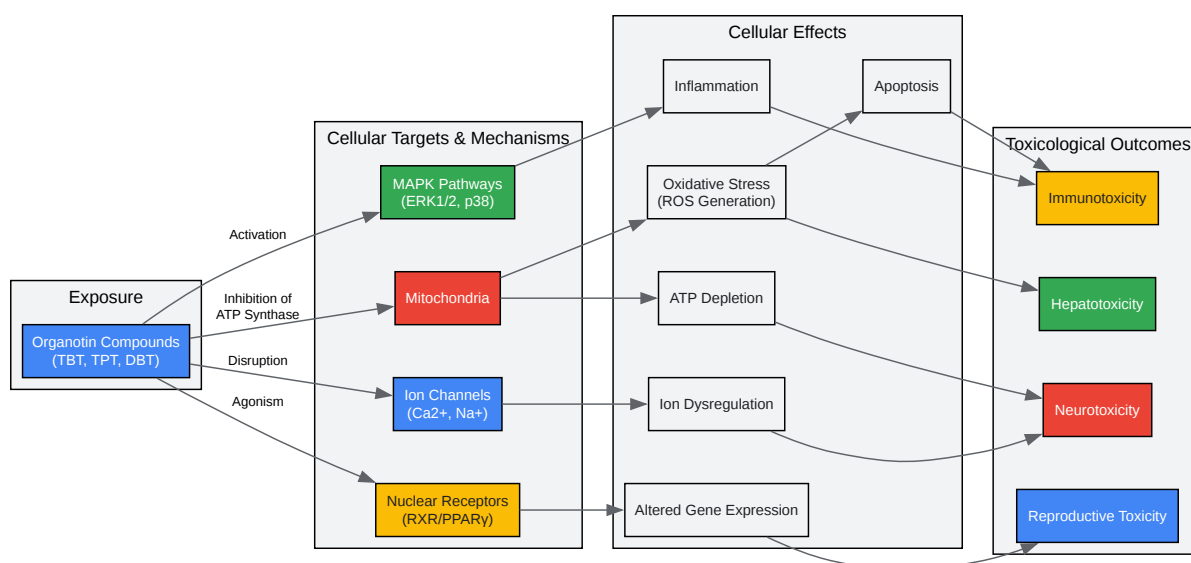 Exposure
Organotin Compounds
(TBT, TPT, DBT)
Activation
Inhibition of
ATP Synthase
Disruption
Agonism
Cellular Targets & Mechanisms
MAPK Pathways
(ERK1/2, p38)
Mitochondria
Ion Channels
(Ca2+, Na+)
Nuclear Receptors
(RXR/PPARγ)
Cellular Effects
Inflammation
Apoptosis
Oxidative Stress
(ROS Generation)
ATP Depletion
Ion Dysregulation
Altered Gene Expression
Toxicological Outcomes
Immunotoxicity
Hepatotoxicity
Neurotoxicity
Reproductive Toxicity